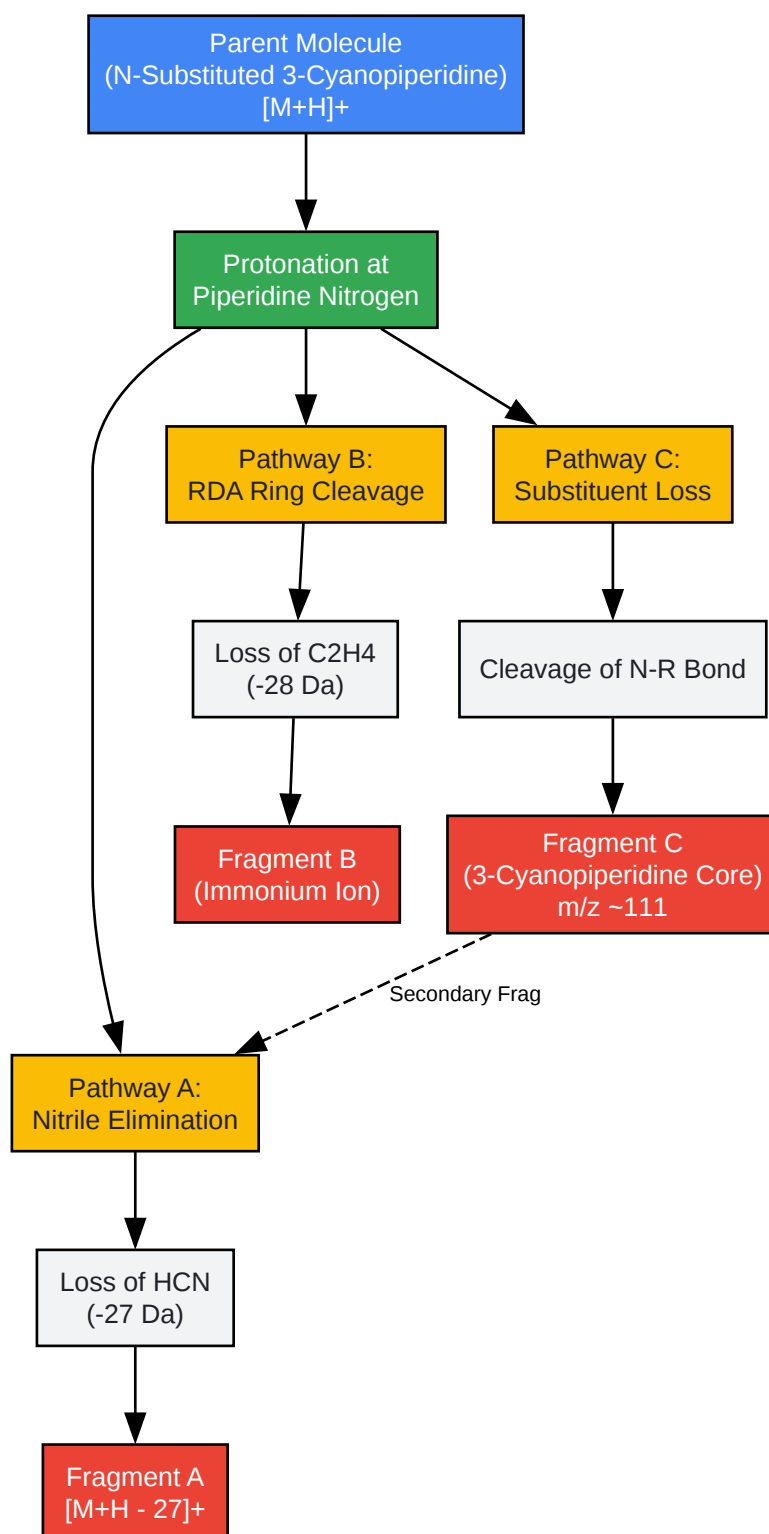 Parent Molecule
(N-Substituted 3-Cyanopiperidine)
[M+H]+
Protonation at
Piperidine Nitrogen
Pathway B:
RDA Ring Cleavage
Pathway C:
Substituent Loss
Loss of C2H4
(-28 Da)
Cleavage of N-R Bond
Fragment B
(Immonium Ion)
Fragment C
(3-Cyanopiperidine Core)
m/z ~111
Secondary Frag
Pathway A:
Nitrile Elimination
Loss of HCN
(-27 Da)
Fragment A
[M+H - 27]+